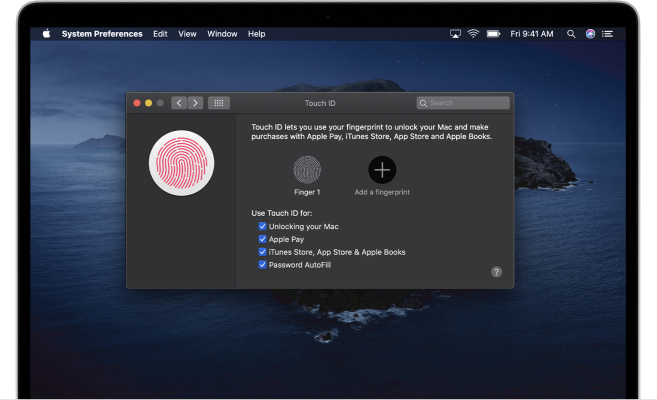 System Preferences Edit View Window Help Fri 9:41 AM
Touch ID
Search
Touch ID lets you use your fingerprint to unlock your Mac and make
purchases with Apple Pay, iTunes Store, App Store and Apple Books.
Finger 1
Add a fingerprint
Use Touch ID for:
Unlocking your Mac
Apple Pay
iTunes Store, App Store & Apple Books
Password AutoFill
?